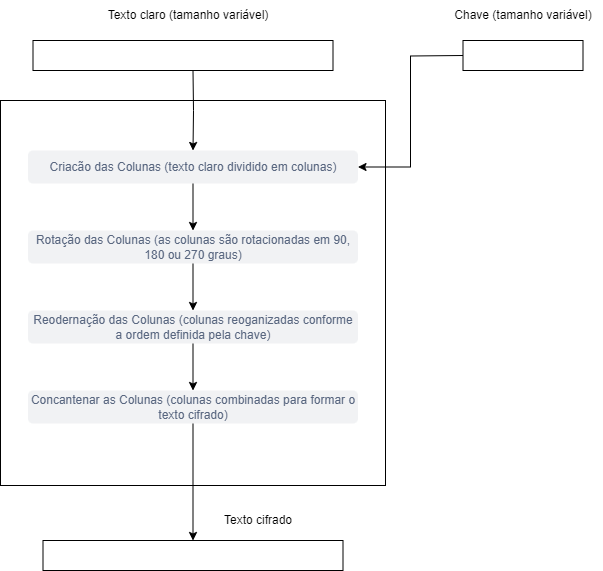 Texto claro (tamanho variável)
Chave (tamanho variável)
Criacão das Colunas (texto claro dividido em colunas)
Rotação das Colunas (as colunas são rotacionadas em 90,
180 ou 270 graus)
Reodernação das Colunas (colunas reoganizadas conforme
a ordem definida pela chave)
Concantenar as Colunas (colunas combinadas para formar o
texto cifrado)
Texto cifrado